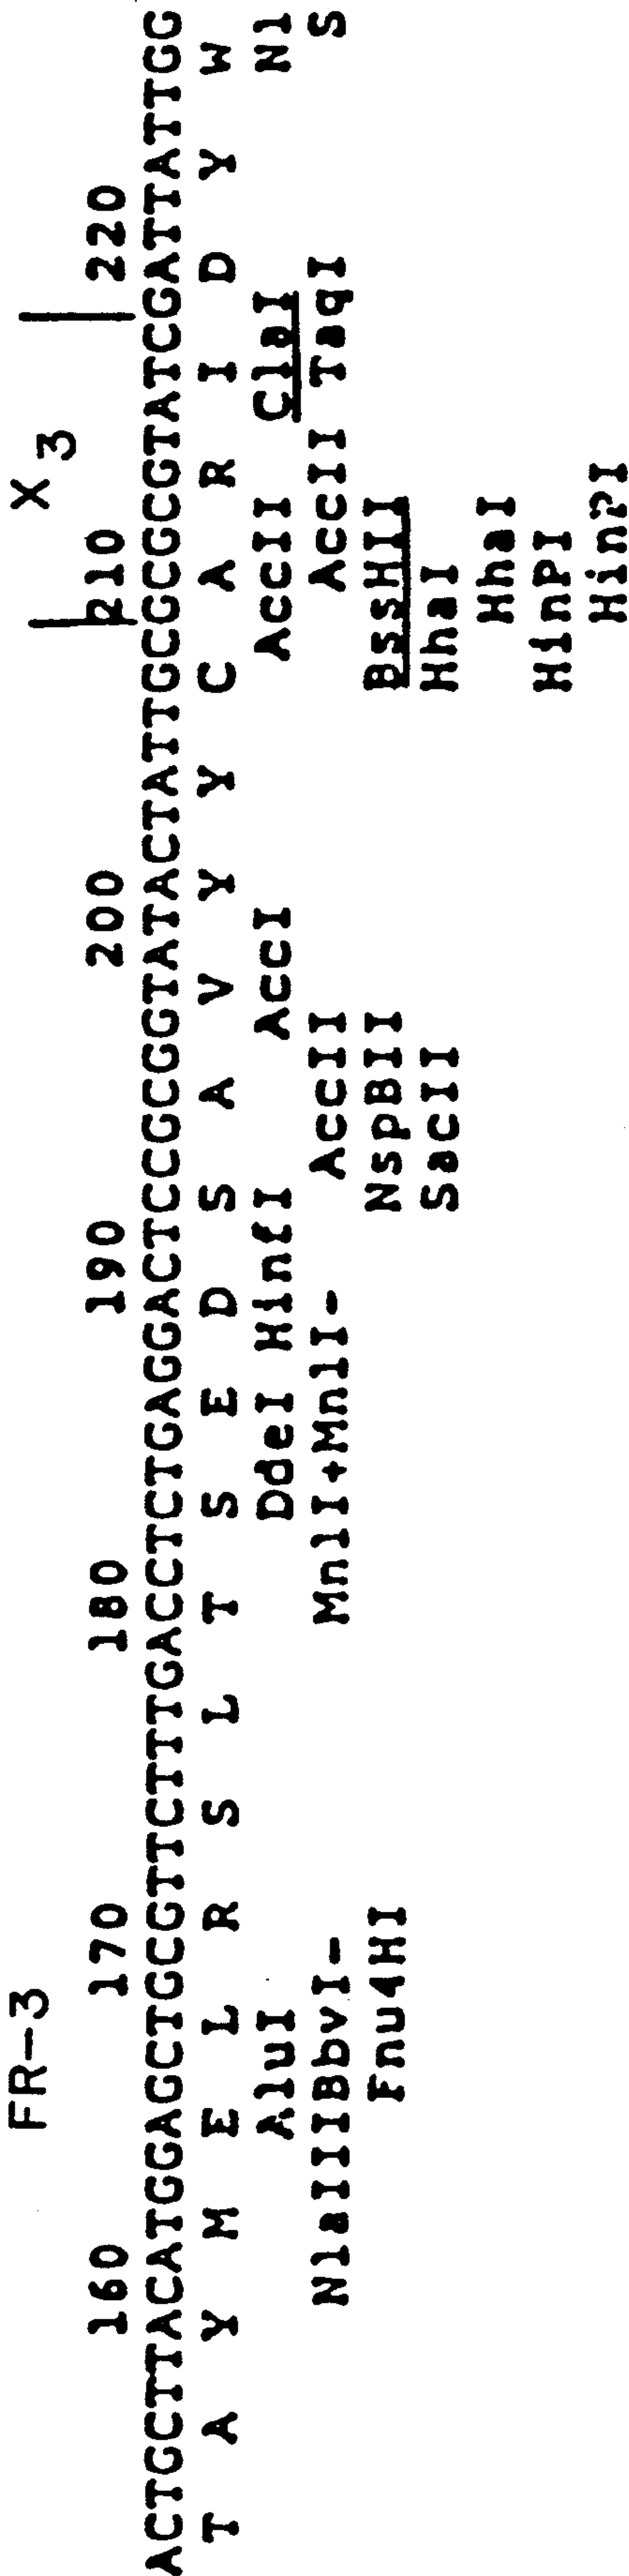 FR-3 X3
160 170 180 190 200 210 220
ACTGCTTACATGGAGCTGCGTTCTTTGACCTCTGAGGACTCCGCGGTATACTATTGCGCGCGTATCGATTATTGG
T A Y M E L R S L T S E D S A V Y Y C A R I D Y W
AluI DdeI HinfI AccI AccII ClaI Nl
NlaIIIBbvI- MnlI+MnlI- AccII AccII TaqI S
Fnu4HI NspBII BssHII
SacII HhaI
HhaI
HinPI
HinPI